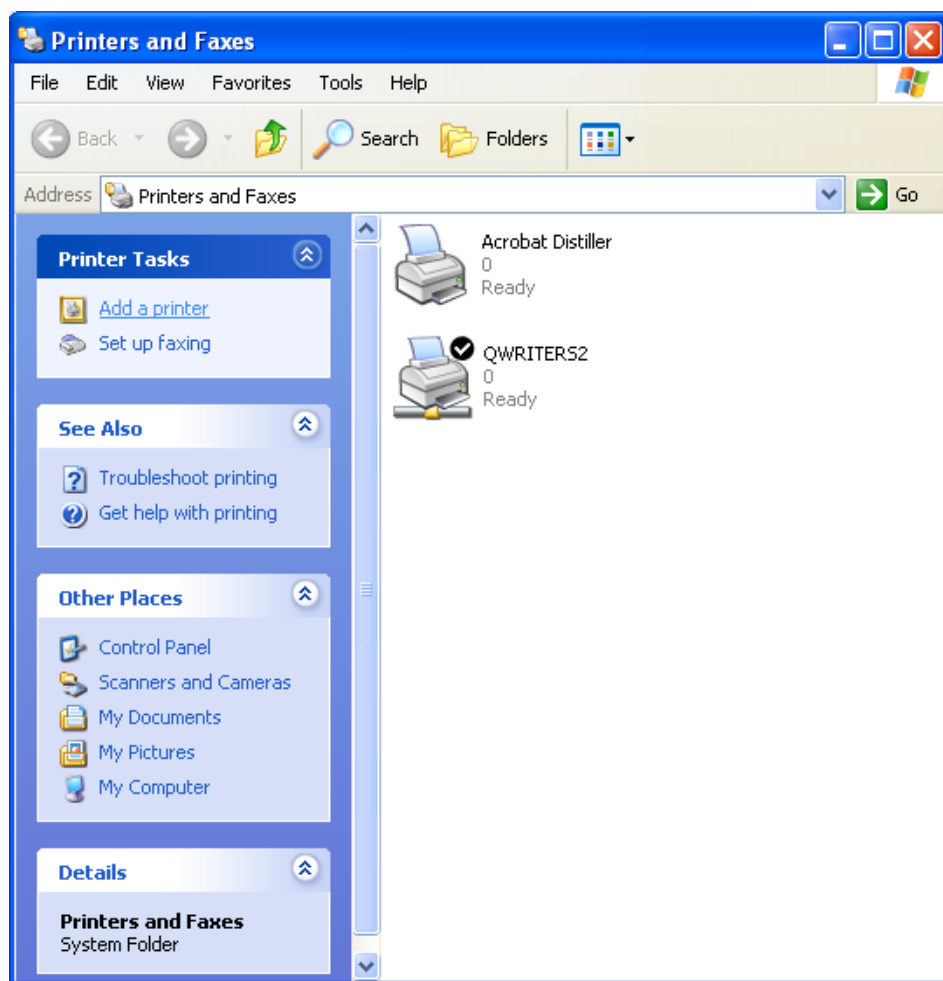 Printers and Faxes
File Edit View Favorites Tools Help
Back Search Folders
Address Printers and Faxes Go
Printer Tasks
Add a printer
Set up faxing
See Also
Troubleshoot printing
Get help with printing
Other Places
Control Panel
Scanners and Cameras
My Documents
My Pictures
My Computer
Details
Printers and Faxes
System Folder
Acrobat Distiller
0
Ready
QWRITERS2
0
Ready